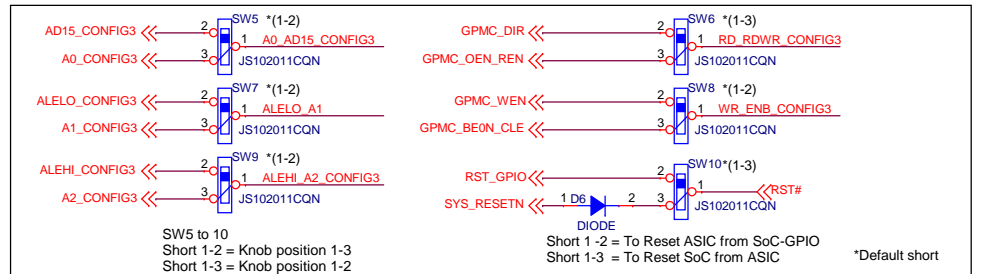 SW5 *(1-2)
AD15_CONFIG3 2
1 A0_AD15_CONFIG3
A0_CONFIG3 3
JS102011CQN
SW7 *(1-2)
ALELO_CONFIG3 2
1 ALELO_A1
A1_CONFIG3 3
JS102011CQN
SW9 *(1-2)
ALEHI_CONFIG3 2
1 ALEHI_A2_CONFIG3
A2_CONFIG3 3
JS102011CQN
SW5 to 10
Short 1-2 = Knob position 1-3
Short 1-3 = Knob position 1-2
SW6 *(1-3)
GPMC_DIR 2
1 RD_RDWR_CONFIG3
GPMC_OEN_REN 3
JS102011CQN
SW8 *(1-2)
GPMC_WEN 2
1 WR_ENB_CONFIG3
GPMC_BE0N_CLE 3
JS102011CQN
SW10*(1-3)
RST_GPIO 2
1 RST#
SYS_RESETN 1 D6 2 3
JS102011CQN
DIODE
Short 1 -2 = To Reset ASIC from SoC-GPIO
Short 1-3 = To Reset SoC from ASIC
*Default short